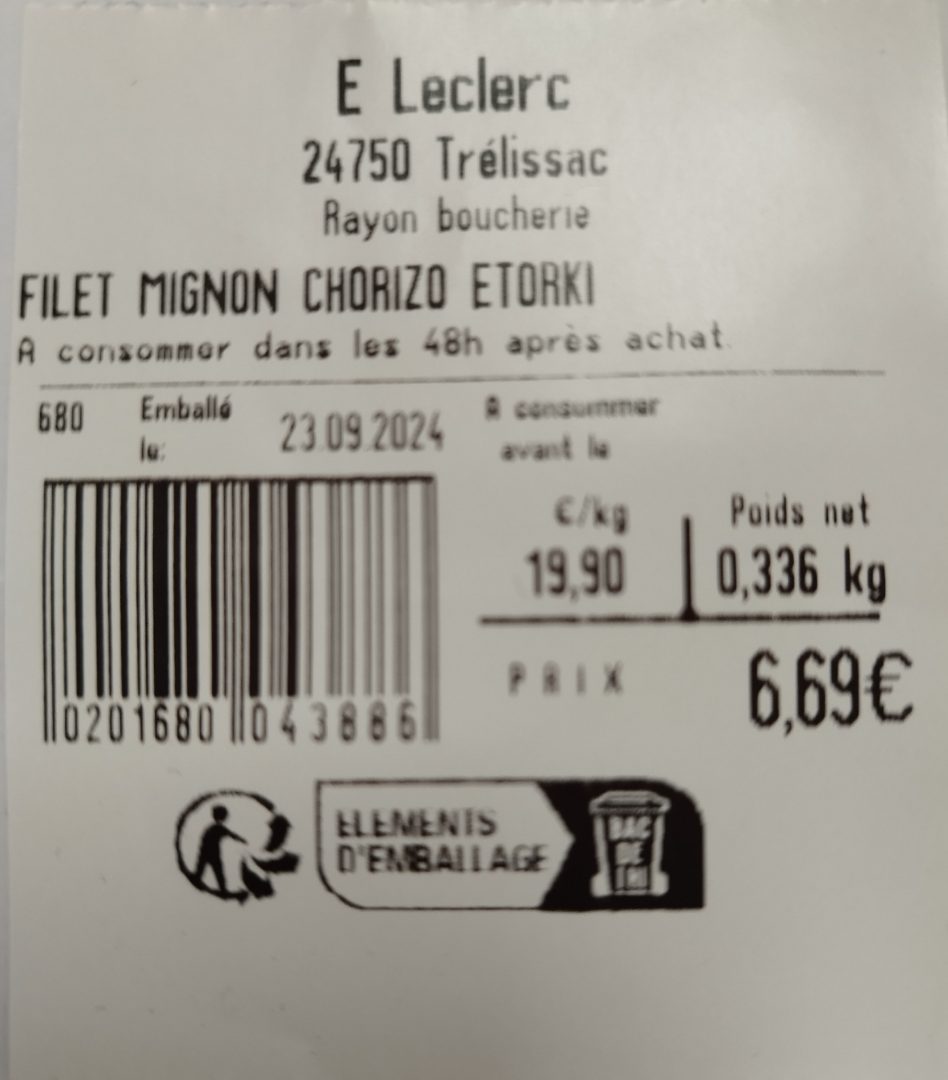 E Leclerc
24750 Trélissac
Rayon boucherie
FILET MIGNON CHORIZO ETORKI
A consommer dans les 48h après achat.
680 Emballé le: 23.09.2024
A consommer avant le
€/kg Poids net
19,90 0,336 kg
PRIX 6,69€
0201680 043886
ELEMENTS
D'EMBALLAGE
BAC
DE
TRI